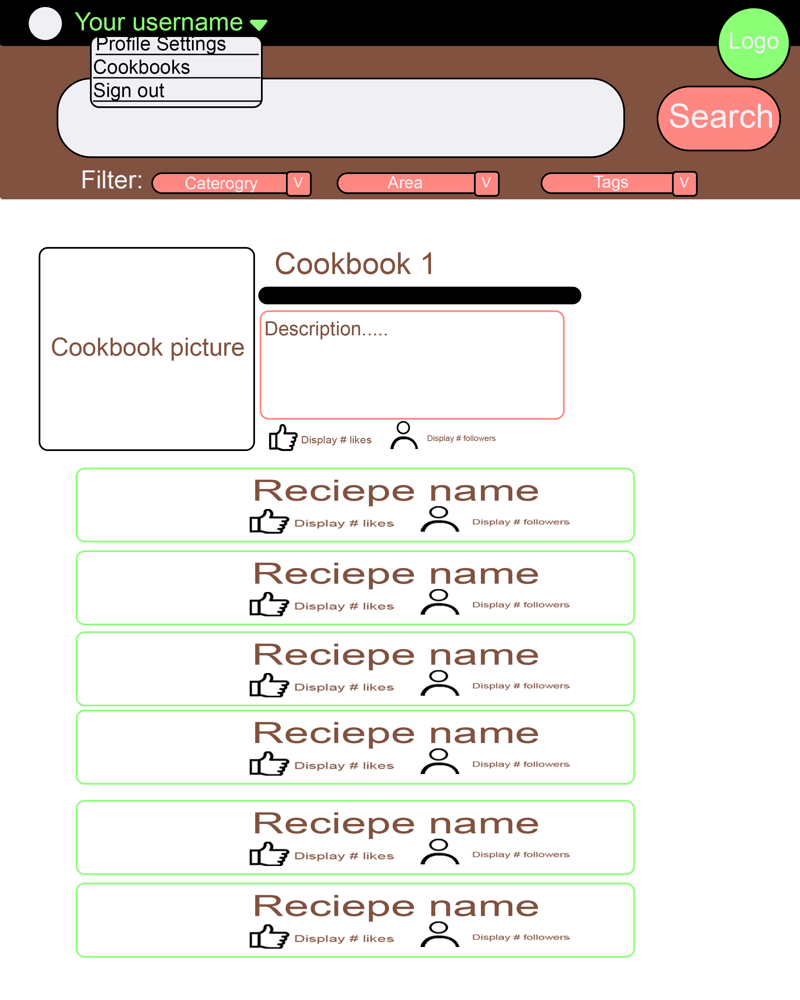 Your username
Logo
Profile Settings
Cookbooks
Sign out
Search
Filter:
Caterogry V
Area V
Tags V
Cookbook 1
Cookbook picture
Description.....
Display # likes
Display # followers
Reciepe name
Display # likes
Display # followers
Reciepe name
Display # likes
Display # followers
Reciepe name
Display # likes
Display # followers
Reciepe name
Display # likes
Display # followers
Reciepe name
Display # likes
Display # followers
Reciepe name
Display # likes
Display # followers